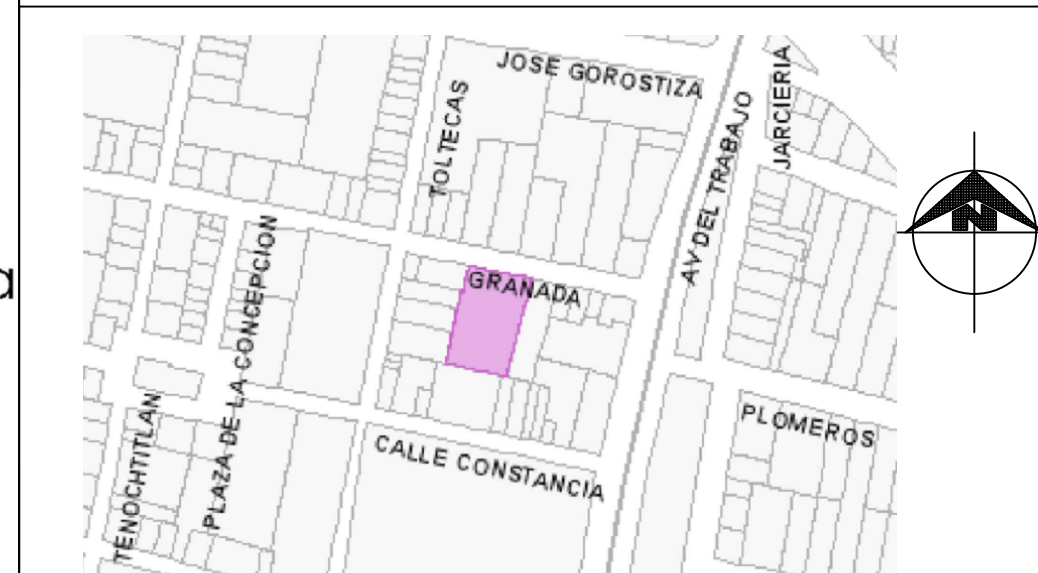 JOSE GOROSTIZA
TOLTECAS
JARCIERIA
AV DEL TRABAJO
GRANADA
PLAZA DE LA CONCEPCION
TENOCHTITLAN
CALLE CONSTANCIA
PLOMEROS
N
a